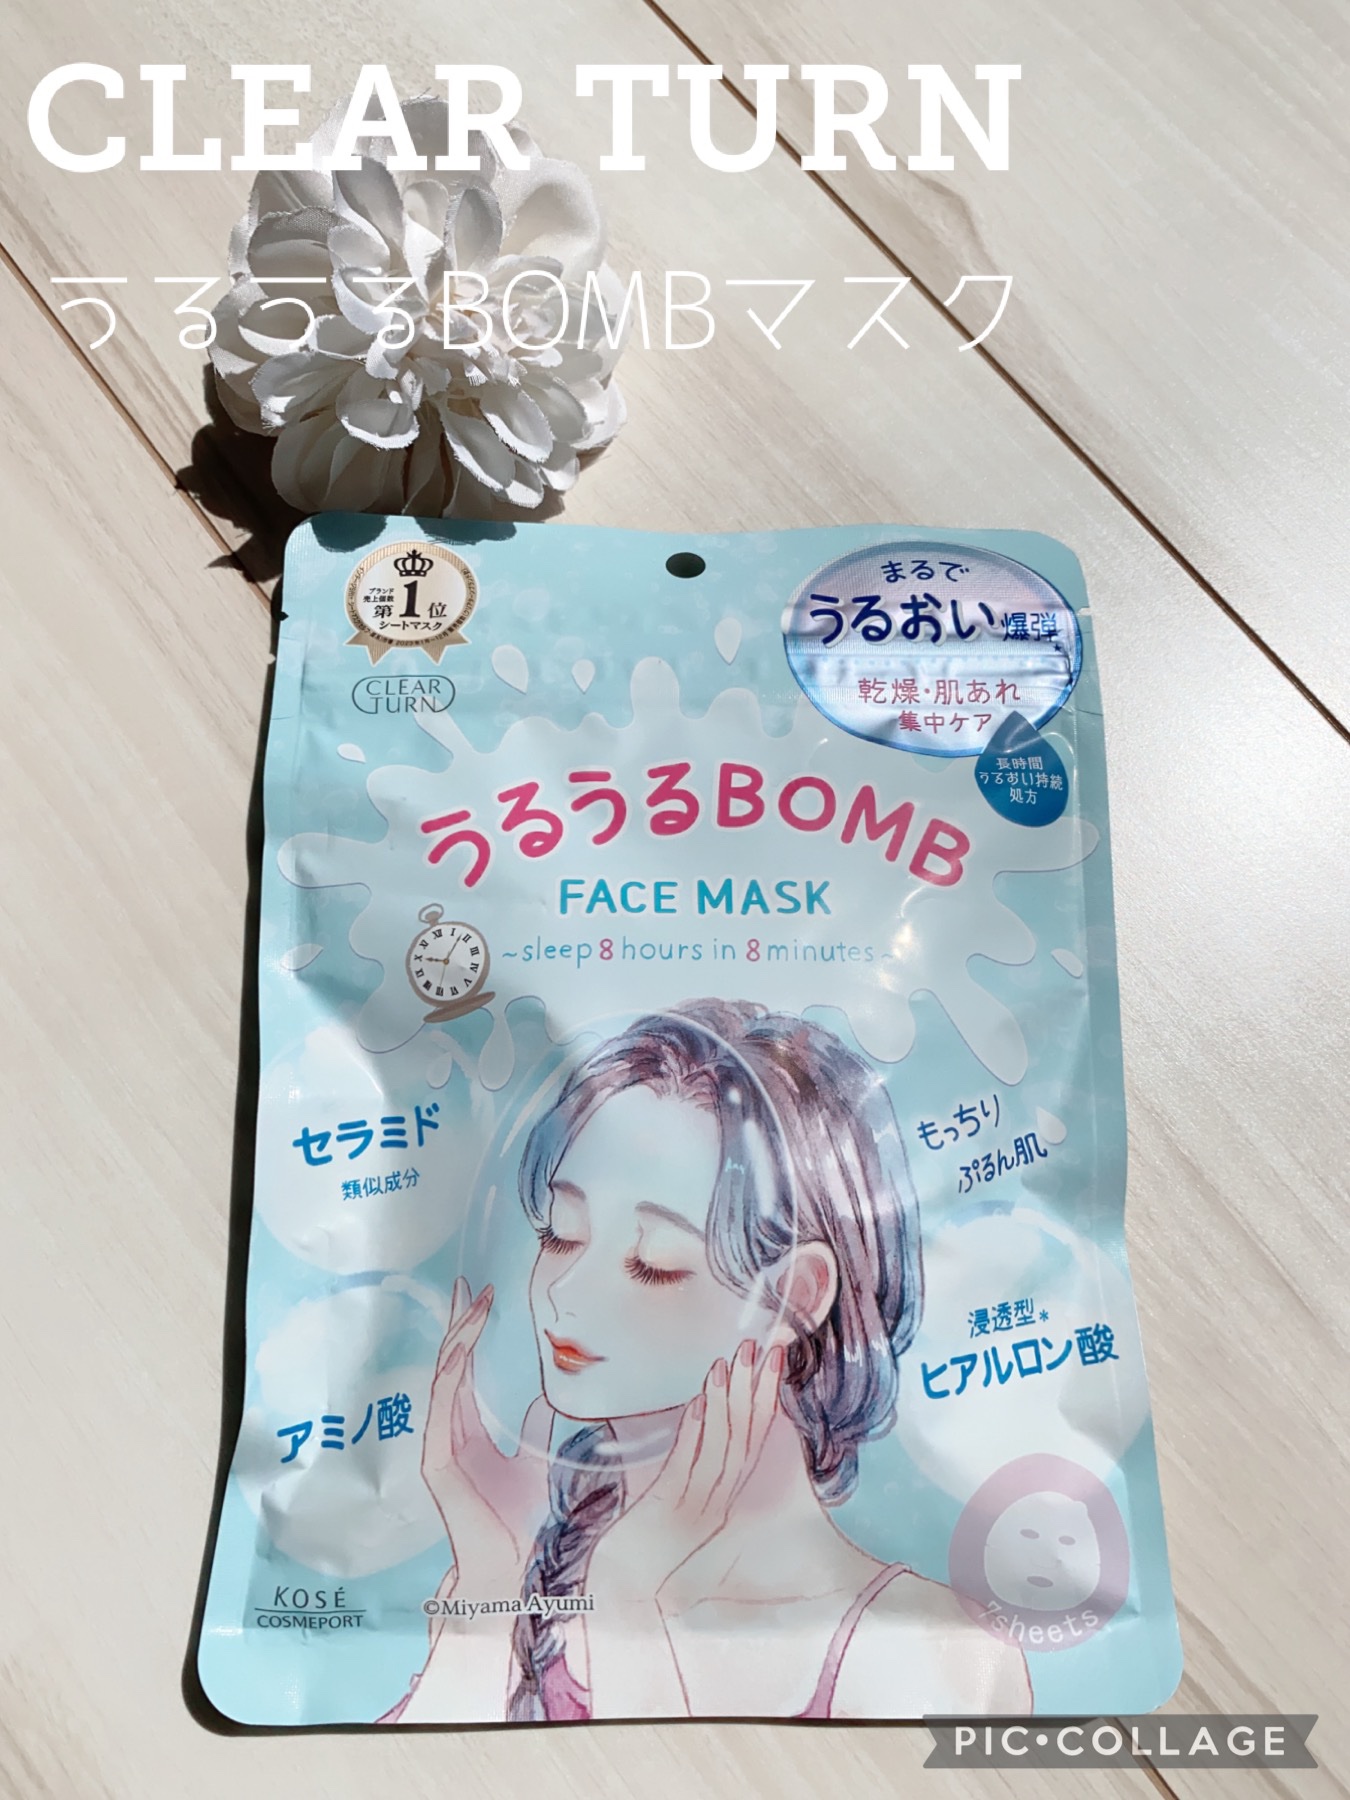 CLEAR TURN
うるうるBOMBマスク
ブランド
売上個数
第1位
シートマスク
CLEAR
TURN
まるで
うるおい爆弾
乾燥・肌あれ
集中ケア
長時間
うるおい持続
処方
うるうるBOMB
FACE MASK
~sleep 8 hours in 8 minutes~
セラミド
類似成分
もっちり
ぷるん肌
アミノ酸
浸透型*
ヒアルロン酸
7sheets
KOSÉ
COSMEPORT
©Miyama Ayumi
PIC•COLLAGE